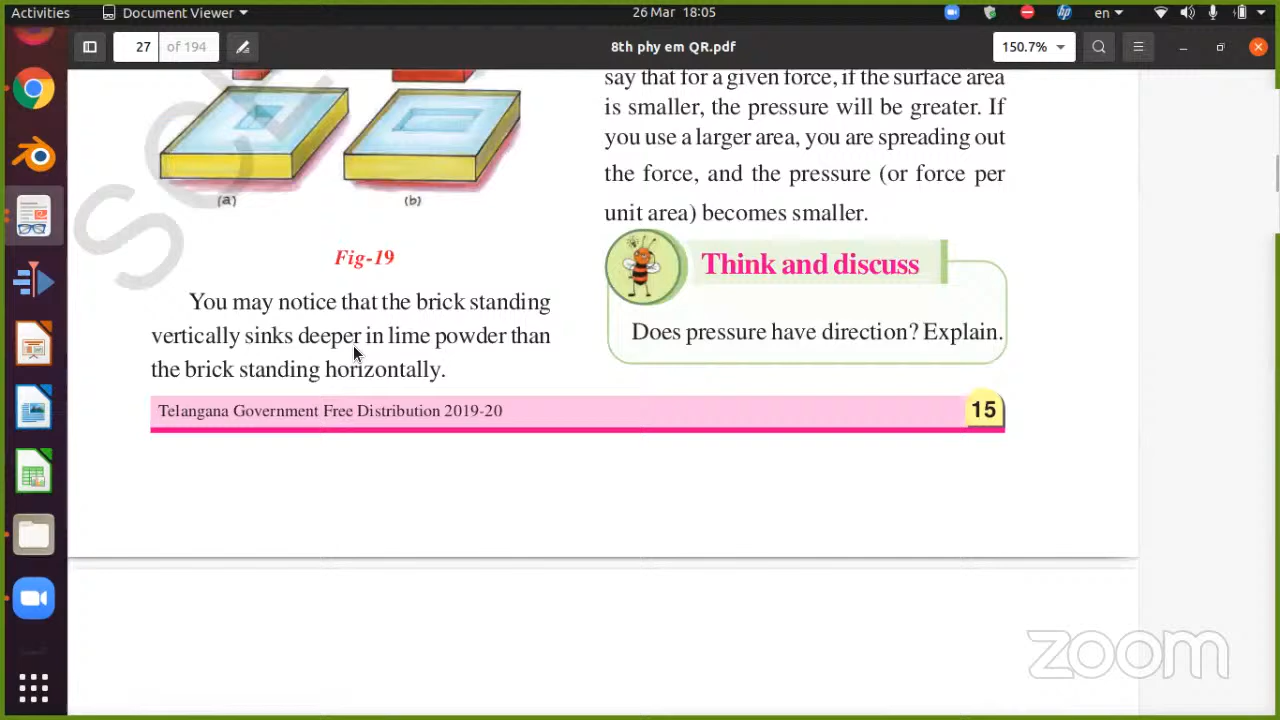 Activities
Document Viewer
26 Mar 18:05
en
27 of 194
8th phy em QR.pdf
150.7%
(a)
(b)
Fig-19
You may notice that the brick standing
vertically sinks deeper in lime powder than
the brick standing horizontally.
say that for a given force, if the surface area
is smaller, the pressure will be greater. If
you use a larger area, you are spreading out
the force, and the pressure (or force per
unit area) becomes smaller.
Think and discuss
Does pressure have direction? Explain.
Telangana Government Free Distribution 2019-20
15
zoom